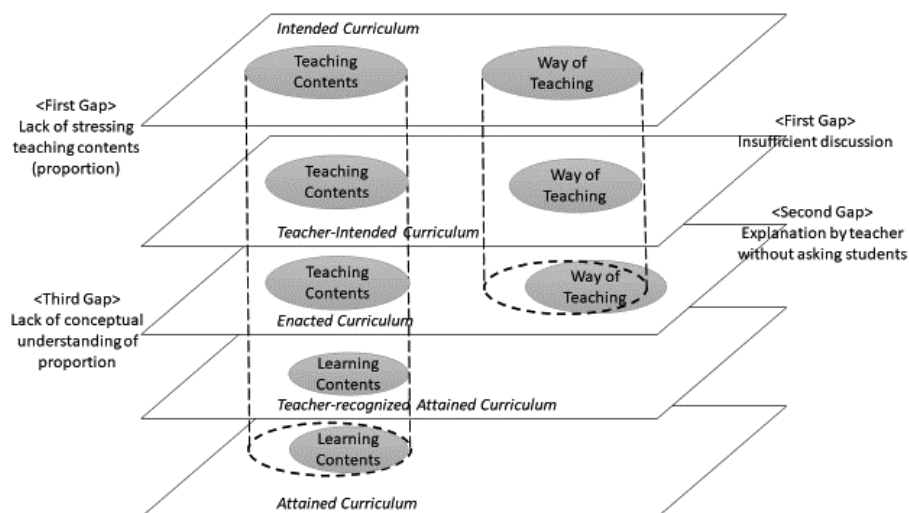 Intended Curriculum
Teaching
Contents
Way of
Teaching
<First Gap>
Lack of stressing
teaching contents
(proportion)
<First Gap>
Insufficient discussion
Teaching
Contents
Way of
Teaching
Teacher-Intended Curriculum
<Second Gap>
Explanation by teacher
without asking students
Teaching
Contents
Way of
Teaching
Enacted Curriculum
<Third Gap>
Lack of conceptual
understanding of
proportion
Learning
Contents
Teacher-recognized Attained Curriculum
Learning
Contents
Attained Curriculum